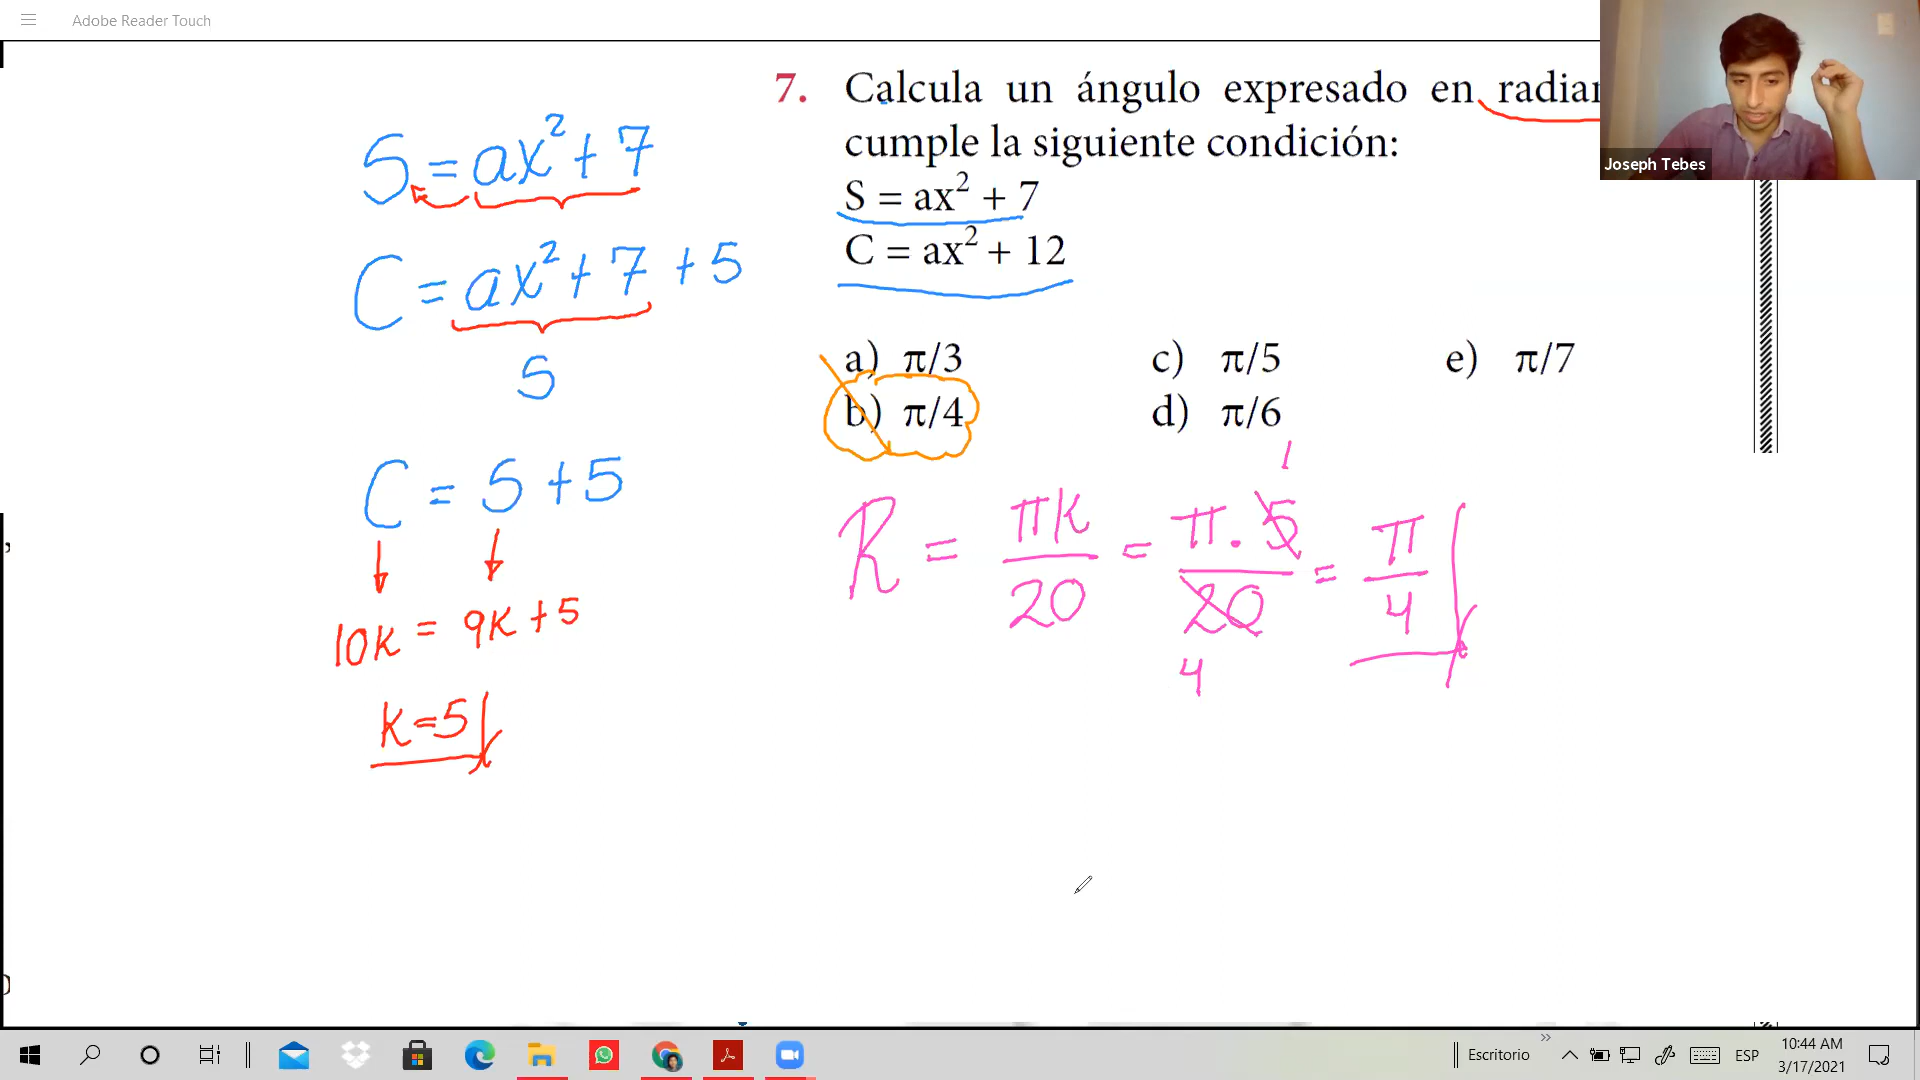 Adobe Reader Touch
7. Calcula un ángulo expresado en
cumple la siguiente condición:
S = ax² + 7
C = ax² + 12
a) π/3
c) π/5
e) π/7
b) π/4
d) π/6
Joseph Tebes
S = ax² + 7
C = ax² + 7 + 5
S
C = S + 5
10K = 9K + 5
K = 5
R = πK/20 = π. 5/20 = π/4
1
4
Escritorio
ESP
10:44 AM
3/17/2021